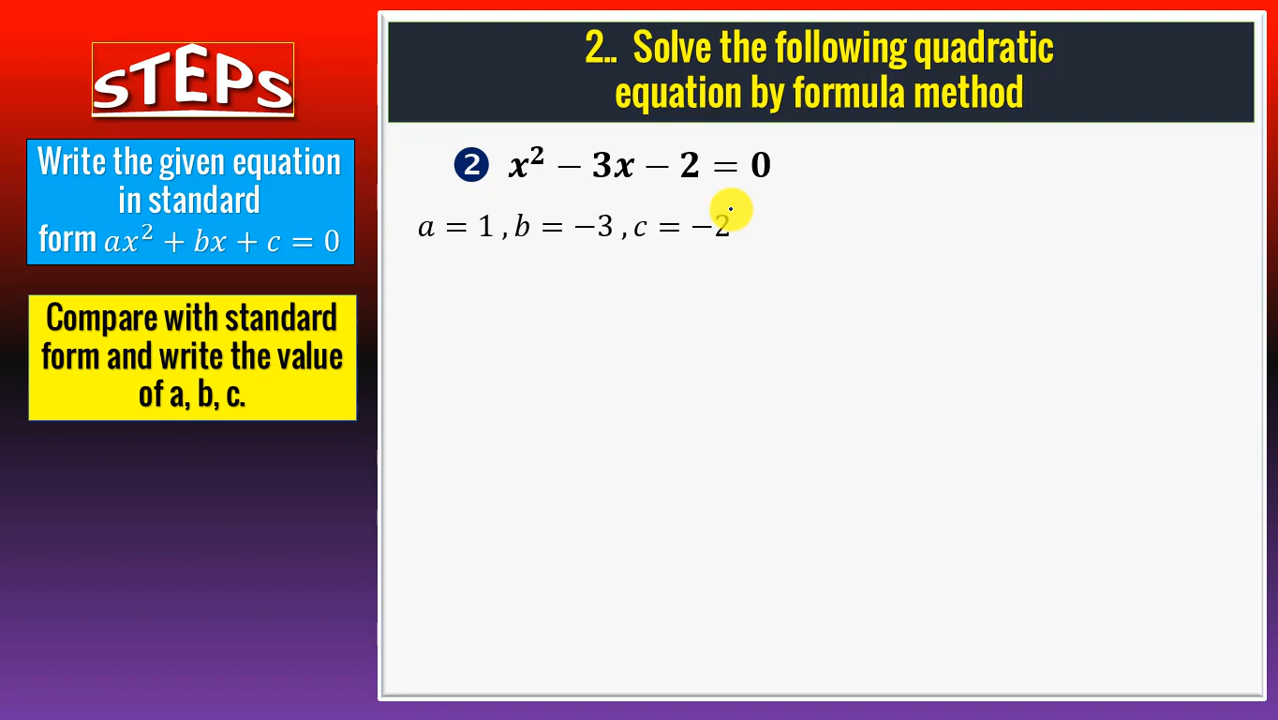 STEPS
Write the given equation
in standard
form ax² + bx + c = 0
Compare with standard
form and write the value
of a, b, c.
2.. Solve the following quadratic
equation by formula method
❷ x² − 3x − 2 = 0
a = 1 , b = −3 , c = −2